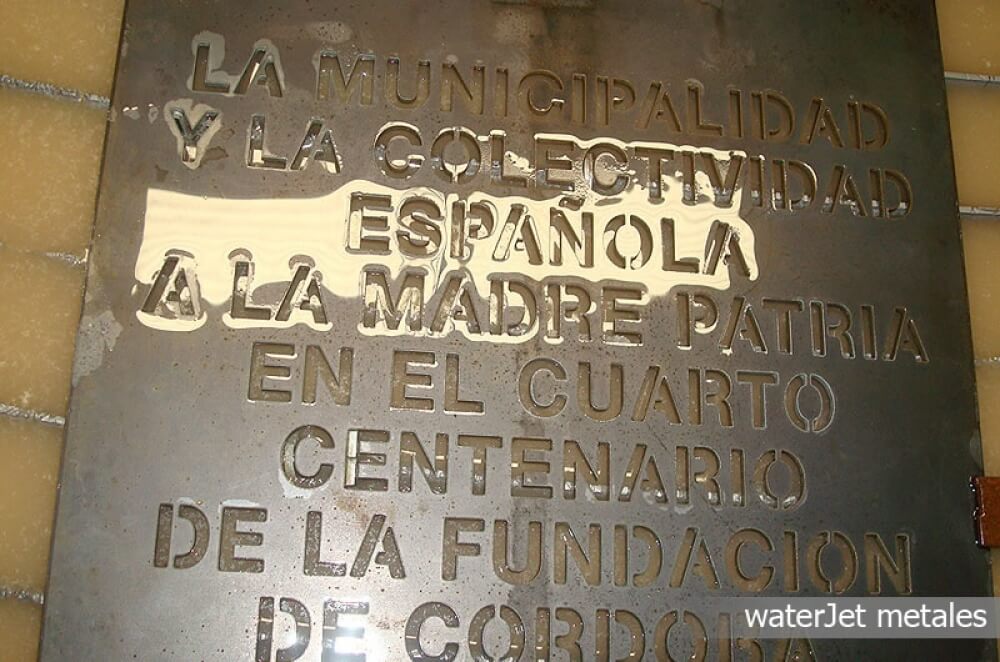 LA MUNICIPALIDAD
Y LA COLECTIVIDAD
ESPAÑOLA
A LA MADRE PATRIA
EN EL CUARTO
CENTENARIO
DE LA FUNDACION
DE CORDOBA
waterJet metales